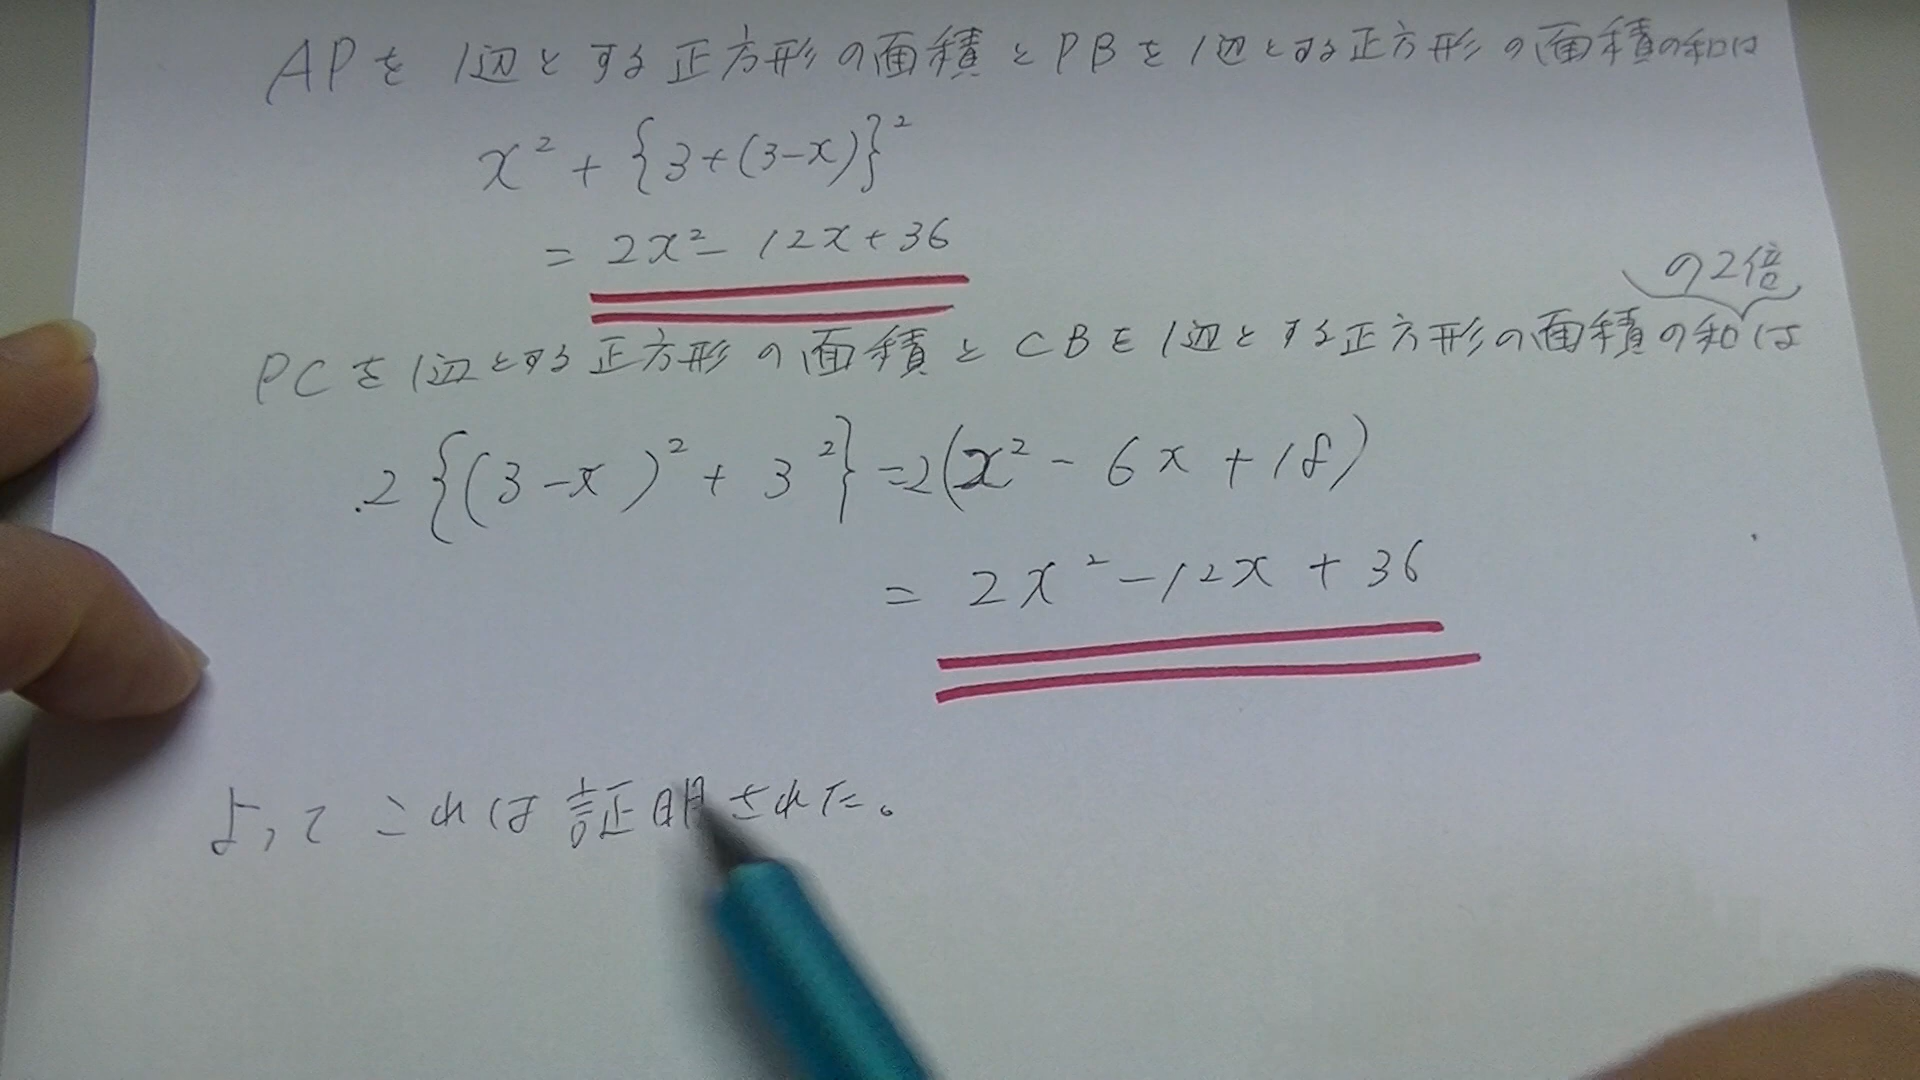 APを1辺とする正方形の面積とPBを1辺とする正方形の面積の和は
x² + {3+(3-x)}²
= 2x² - 12x + 36
の2倍
PCを1辺とする正方形の面積とCBを1辺とする正方形の面積の和は
2{(3-x)² + 3²} = 2(x² - 6x + 18)
= 2x² - 12x + 36
よってこれは証明された。